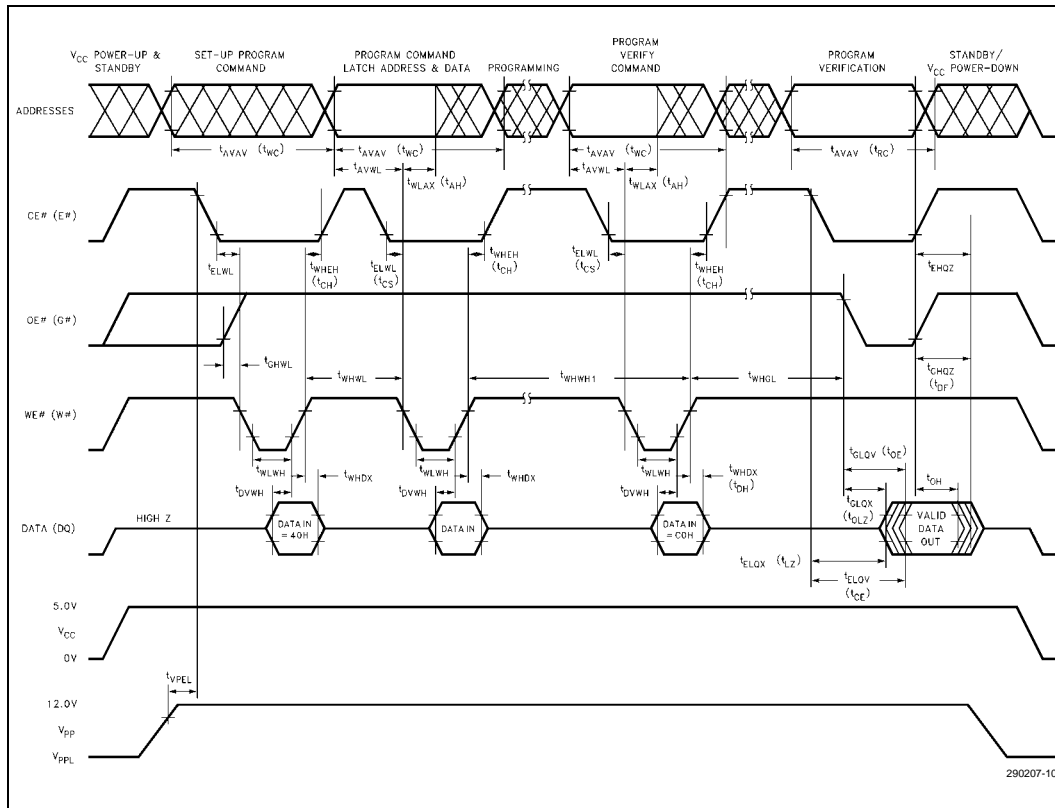 VCC POWER-UP & STANDBY
SET-UP PROGRAM COMMAND
PROGRAM COMMAND LATCH ADDRESS & DATA
PROGRAMMING
PROGRAM VERIFY COMMAND
PROGRAM VERIFICATION
STANDBY/ VCC POWER-DOWN
ADDRESSES
tAVAV (tWC)
tAVAV (tWC)
tAVAV (tWC)
tAVAV (tRC)
tAVWL
tAVWL
tWLAX (tAH)
tWLAX (tAH)
CE# (E#)
tELWL
tWHEH (tCH)
tELWL (tCS)
tWHEH (tCH)
tELWL (tCS)
tWHEH (tCH)
tEHQZ
OE# (G#)
tGHWL
tWHWL
tWHWH1
tWHGL
tCHQZ (tDF)
WE# (W#)
tWLWH
tWHDX
tWLWH
tWHDX
tWLWH
tWHDX (tDH)
tGLQV (tOE)
tDVWH
tDVWH
tDVWH
tGLQX (tOLZ)
tOH
DATA (DQ)
HIGH Z
DATA IN = 40H
DATA IN
DATA IN = C0H
VALID DATA OUT
tELQX (tLZ)
tELQV (tCE)
5.0V
VCC
0V
tVPEL
12.0V
VPP
VPPL
290207-10